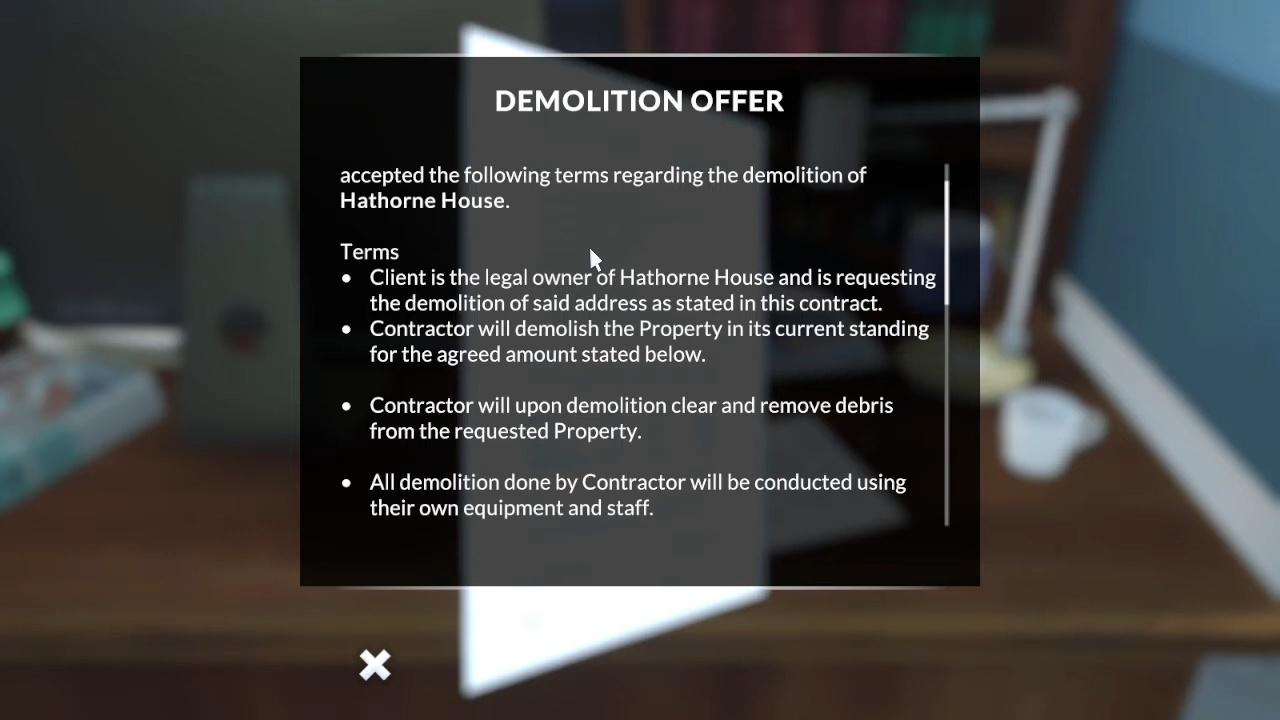 DEMOLITION OFFER
accepted the following terms regarding the demolition of
Hathorne House.
Terms
• Client is the legal owner of Hathorne House and is requesting
the demolition of said address as stated in this contract.
• Contractor will demolish the Property in its current standing
for the agreed amount stated below.
• Contractor will upon demolition clear and remove debris
from the requested Property.
• All demolition done by Contractor will be conducted using
their own equipment and staff.